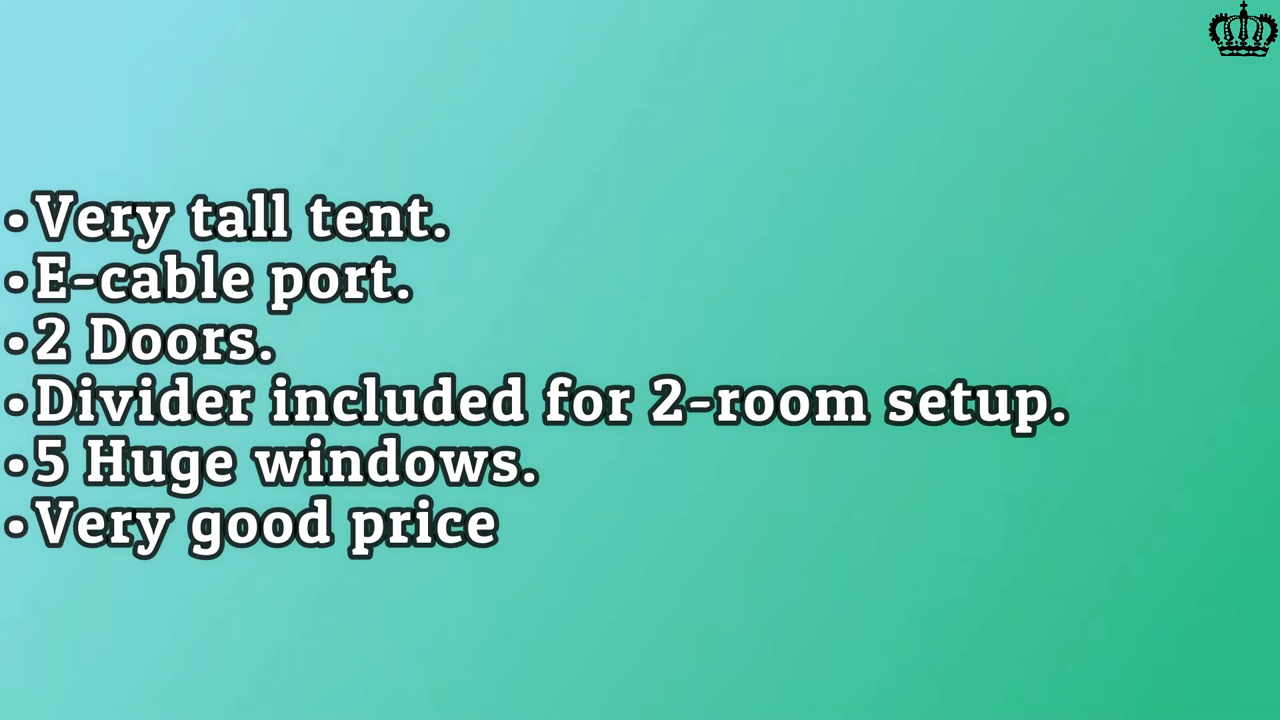 •Very tall tent.
•E-cable port.
•2 Doors.
•Divider included for 2-room setup.
•5 Huge windows.
•Very good price